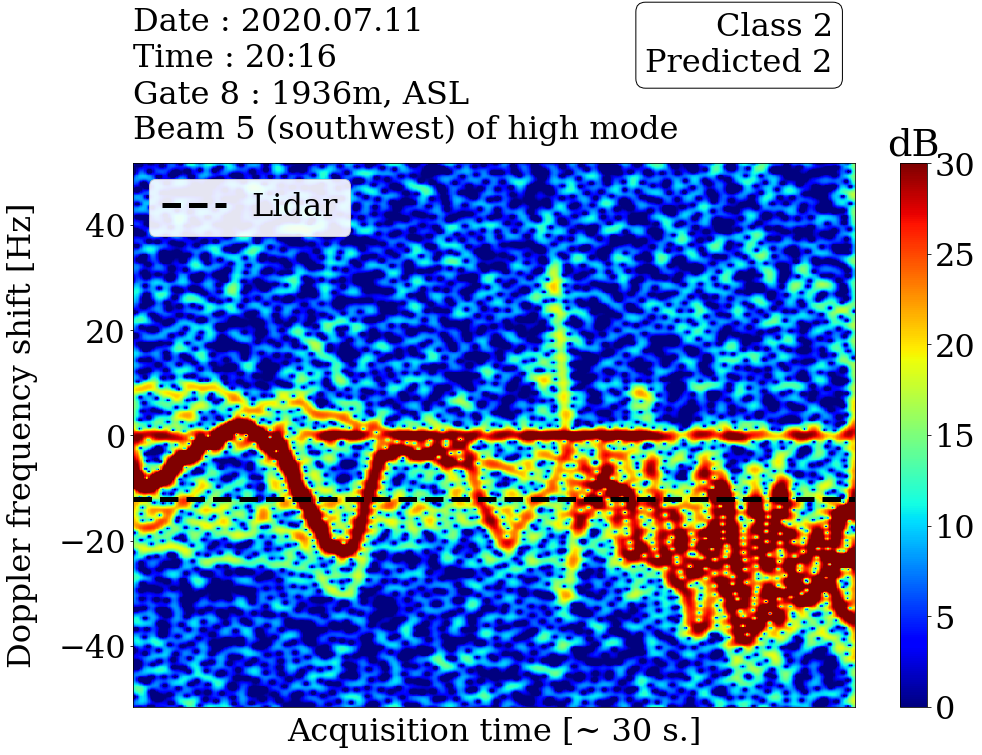 Date : 2020.07.11
Time : 20:16
Gate 8 : 1936m, ASL
Beam 5 (southwest) of high mode
Class 2
Predicted 2
dB
Lidar
Doppler frequency shift [Hz]
40
20
0
−20
−40
30
25
20
15
10
5
0
Acquisition time [~ 30 s.]